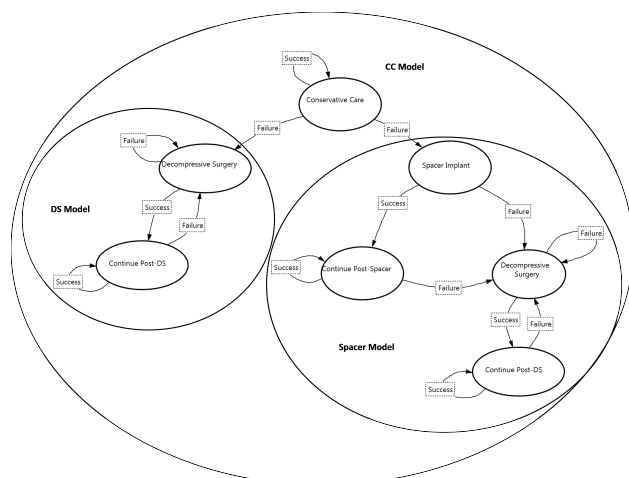 Success
CC Model
Conservative Care
Failure
Failure
Failure
Decompressive Surgery
Spacer Implant
DS Model
Success
Failure
Success
Failure
Failure
Continue Post-DS
Success
Success
Continue Post-Spacer
Decompressive
Surgery
Failure
Success
Failure
Spacer Model
Continue Post-DS
Success